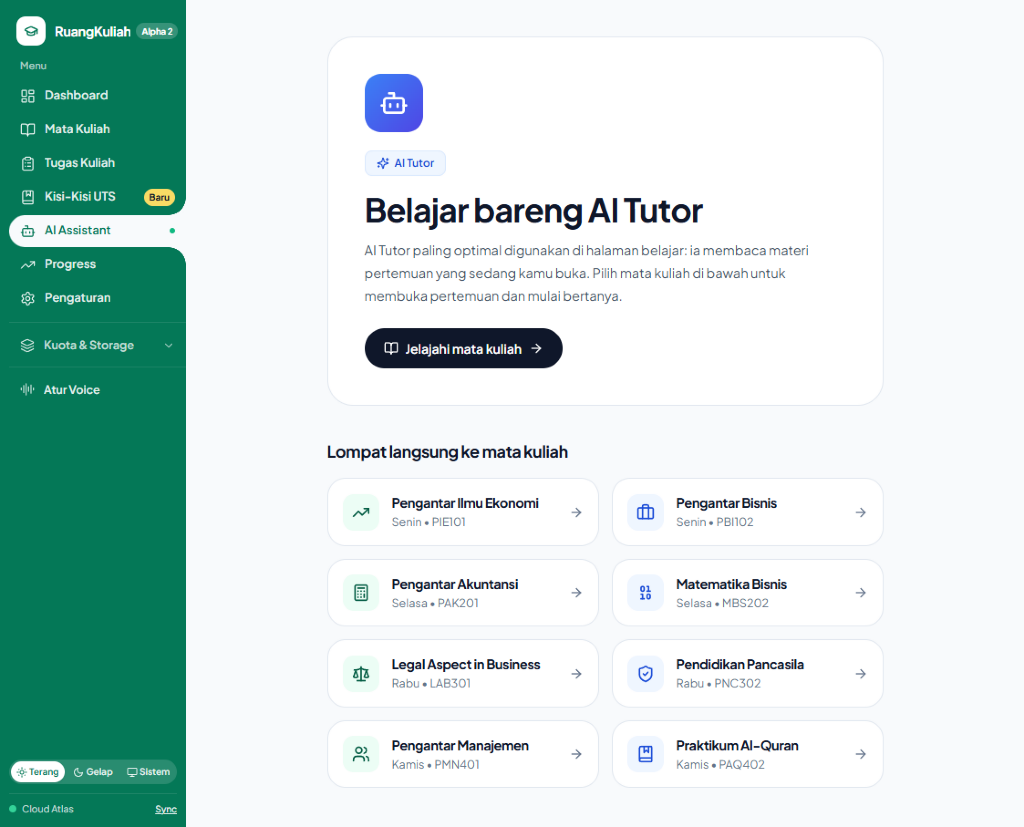 RuangKuliah Alpha 2
Menu
Dashboard
Mata Kuliah
Tugas Kuliah
Kisi-Kisi UTS Baru
AI Assistant
Progress
Pengaturan
Kuota & Storage
Atur Voice
Terang Gelap Sistem
Cloud Atlas Sync
AI Tutor
Belajar bareng AI Tutor
AI Tutor paling optimal digunakan di halaman belajar: ia membaca materi
pertemuan yang sedang kamu buka. Pilih mata kuliah di bawah untuk
membuka pertemuan dan mulai bertanya.
Jelajahi mata kuliah
Lompat langsung ke mata kuliah
Pengantar Ilmu Ekonomi
Senin • PIE101
Pengantar Bisnis
Senin • PBI102
Pengantar Akuntansi
Selasa • PAK201
01
10
Matematika Bisnis
Selasa • MBS202
Legal Aspect in Business
Rabu • LAB301
Pendidikan Pancasila
Rabu • PNC302
Pengantar Manajemen
Kamis • PMN401
Praktikum Al-Quran
Kamis • PAQ402